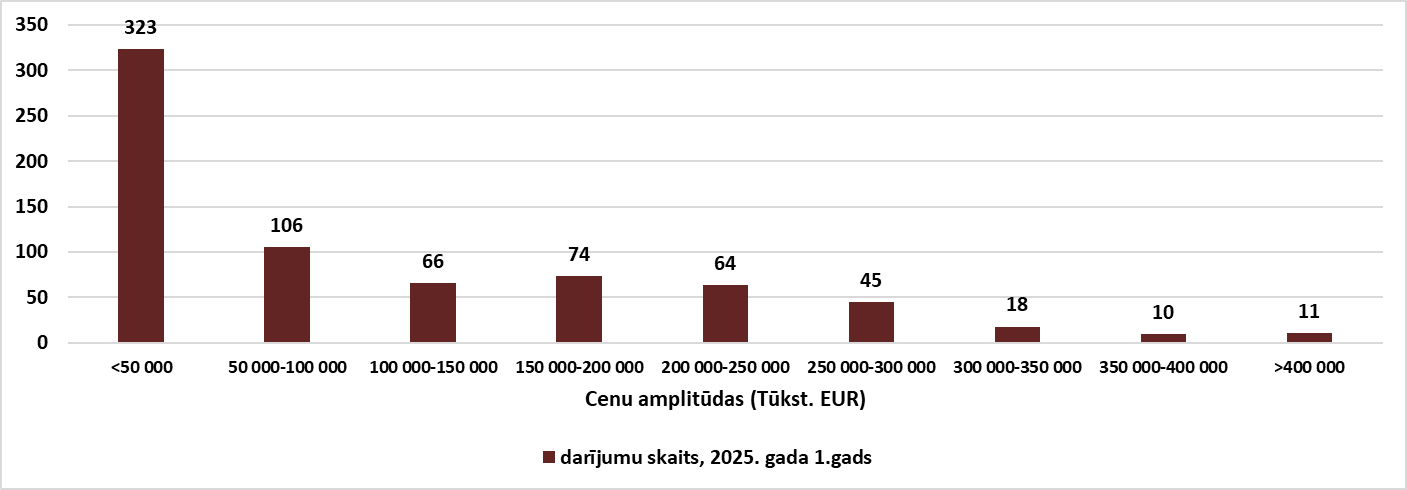 350
300
250
200
150
100
50
0
323
106
66
74
64
45
18
10
11
<50 000
50 000-100 000
100 000-150 000
150 000-200 000
200 000-250 000
250 000-300 000
300 000-350 000
350 000-400 000
>400 000
Cenu amplitūdas (Tūkst. EUR)
darījumu skaits, 2025. gada 1.gads